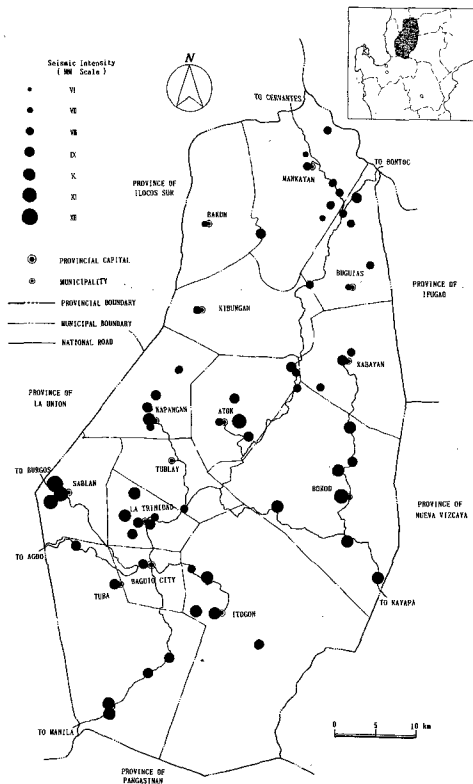 N
Seismic Intensity
( MM Scale )
VI
VII
VIII
IX
X
XI
XII
PROVINCIAL CAPITAL
MUNICIPALITY
PROVINCIAL BOUNDARY
MUNICIPAL BOUNDARY
NATIONAL ROAD
TO CERVANTES
TO BONTOC
MANKAYAN
PROVINCE OF
ILOCOS SUR
BAKUN
BUGUIAS
PROVINCE OF
IFUGAO
KIBUNGAN
KABAYAN
PROVINCE OF
LA UNION
KAPANGAN
ATOK
TUBLAY
TO BURGOS
SABLAN
LA TRINIDAD
BOKOD
PROVINCE OF
NUEVA VIZCAYA
TO AGOO
BAGUIO CITY
TUBA
ITOGON
TO KAYAPA
TO MANILA
PROVINCE OF
PANGASINAN
0 5 10 km